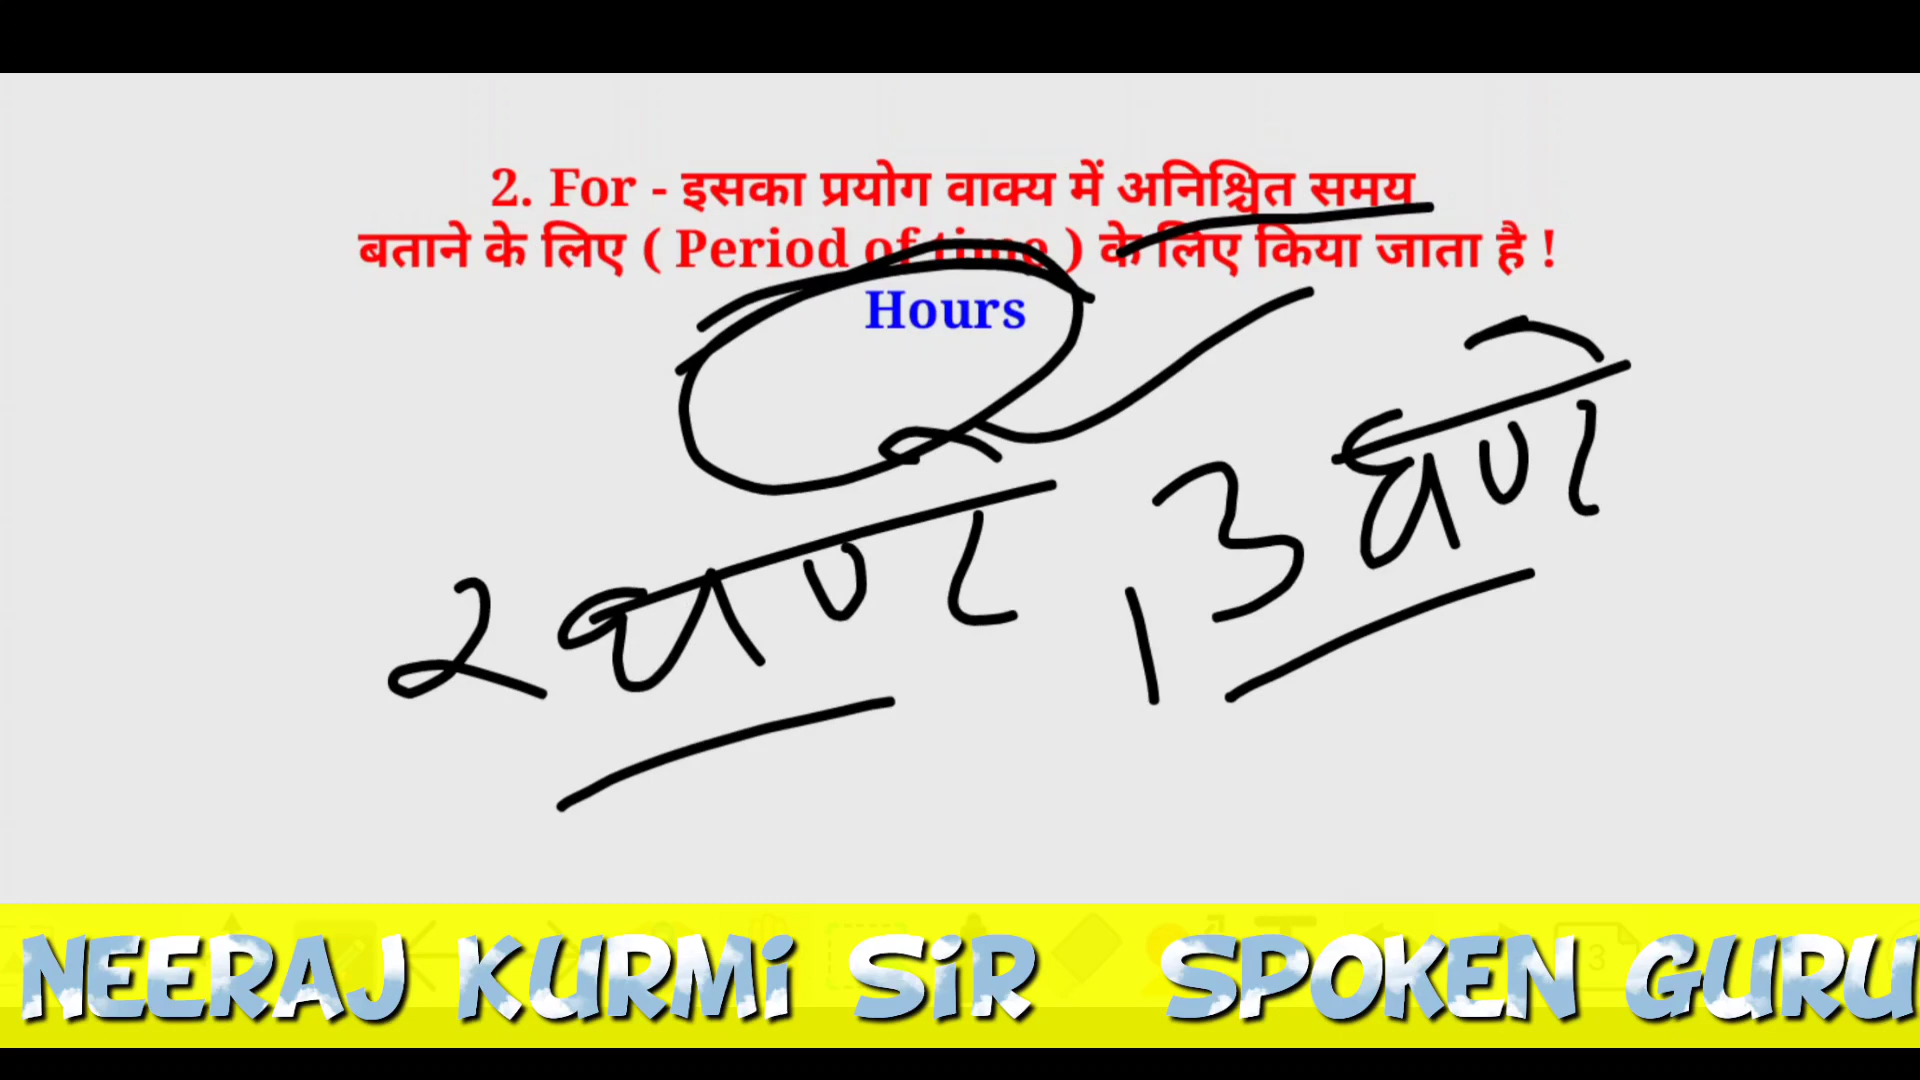 2. For - इसका प्रयोग वाक्य में अनिश्चित समय
बताने के लिए ( Period of time ) के लिए किया जाता है !
Hours
2 घण्टे , 3 घण्टे
NEERAJ KURMI SIR SPOKEN GURU